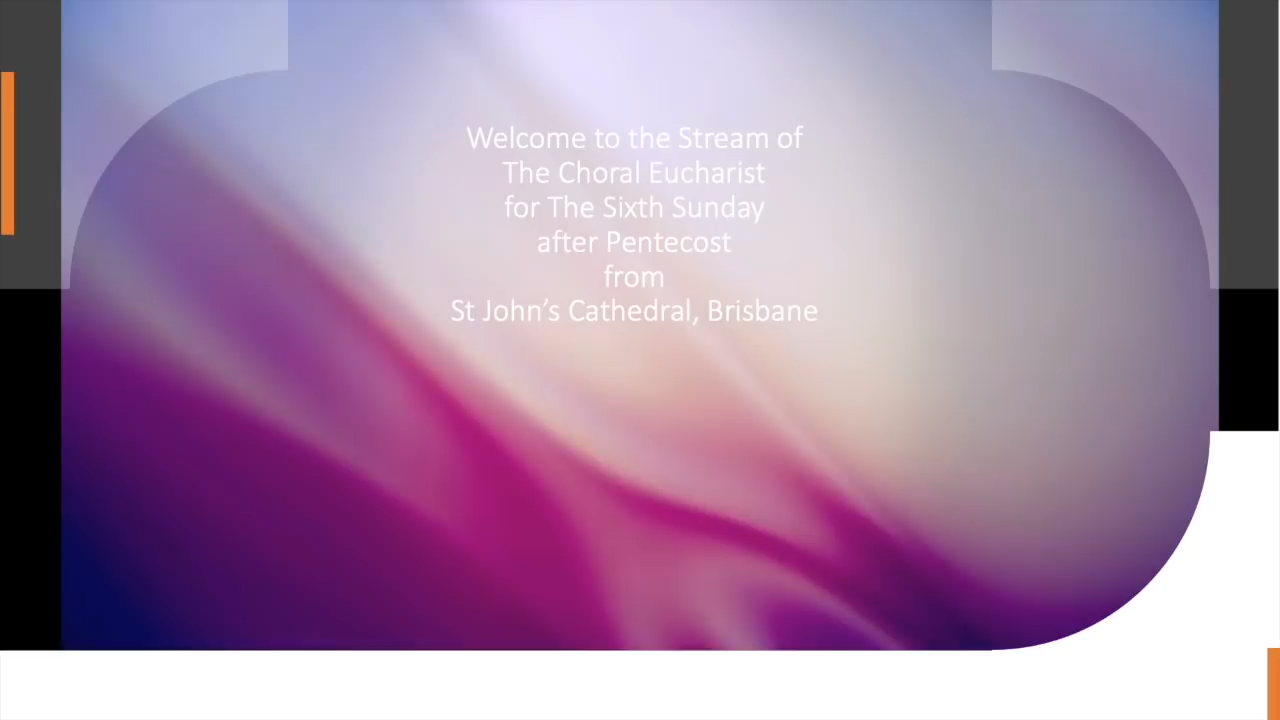 Welcome to the Stream of
The Choral Eucharist
for The Sixth Sunday
after Pentecost
from
St John’s Cathedral, Brisbane